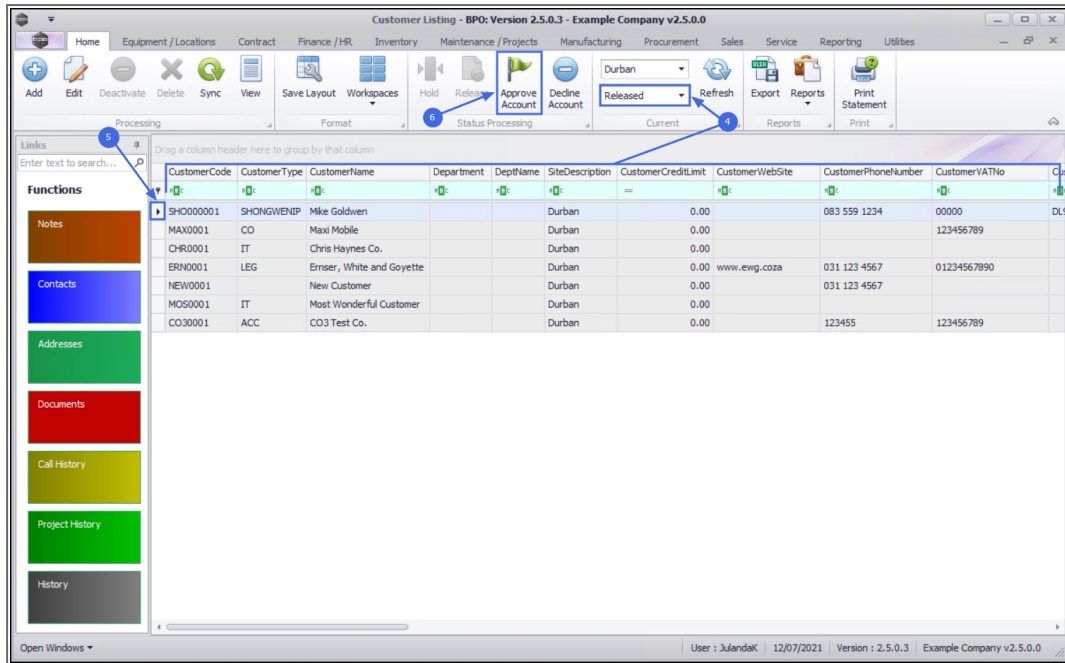 Customer Listing - BPO: Version 2.5.0.3 - Example Company v2.5.0.0
Home Equipment / Locations Contract Finance / HR Inventory Maintenance / Projects Manufacturing Procurement Sales Service Reporting Utilities
Add Edit Deactivate Delete Sync View Save Layout Workspaces Hold Release Approve Account Decline Account Durban Released Refresh Export Reports Print Statement
Processing Format Status Processing Current Reports Print
6 4 5
Links
Enter text to search...
Drag a column header here to group by that column
Functions
CustomerCode CustomerType CustomerName Department DeptName SiteDescription CustomerCreditLimit CustomerWebSite CustomerPhoneNumber CustomerVATNo
=
SHO000001 SHONGWENIP Mike Goldwen Durban 0.00 083 559 1234 00000
MAX0001 CO Maxi Mobile Durban 0.00 123456789
CHR0001 IT Chris Haynes Co. Durban 0.00
ERN0001 LEG Ernser, White and Goyette Durban 0.00 www.ewg.coza 031 123 4567 01234567890
NEW0001 New Customer Durban 0.00 031 123 4567
MOS0001 IT Most Wonderful Customer Durban 0.00
CO30001 ACC CO3 Test Co. Durban 0.00 123455 123456789
Notes
Contacts
Addresses
Documents
Call History
Project History
History
Open Windows User : JulandaK 12/07/2021 Version : 2.5.0.3 Example Company v2.5.0.0